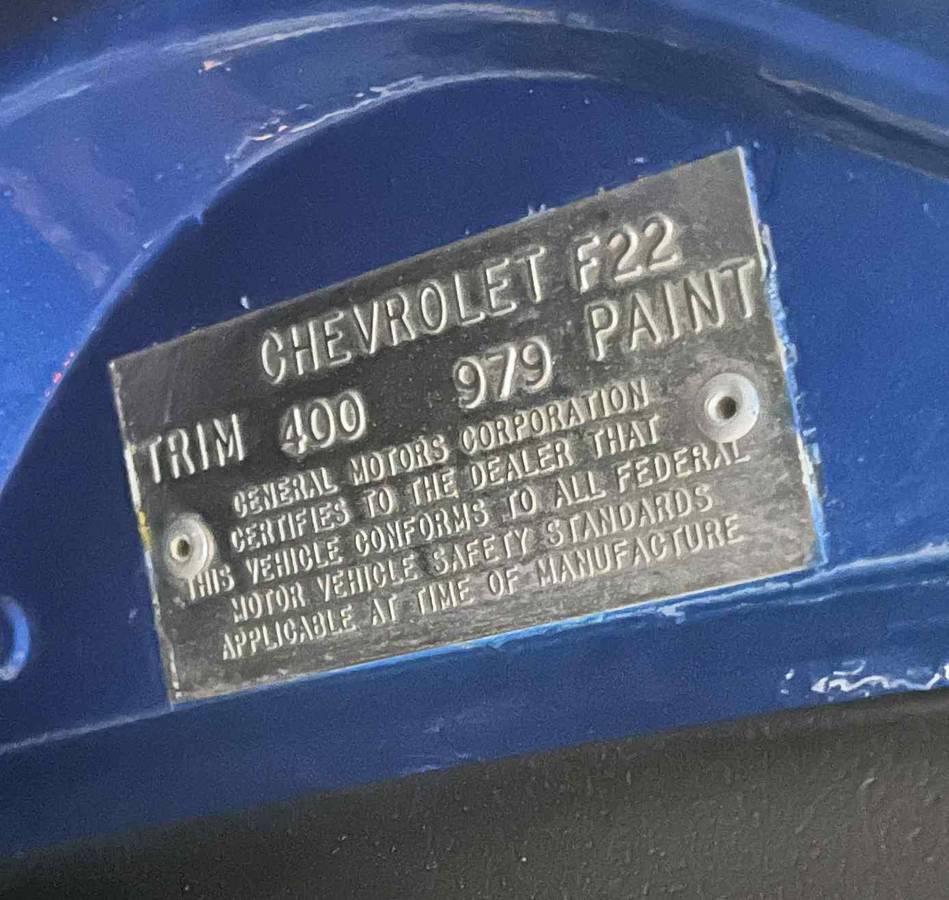 CHEVROLET F22
TRIM 400 979 PAINT
GENERAL MOTORS CORPORATION
CERTIFIES TO THE DEALER THAT
THIS VEHICLE CONFORMS TO ALL FEDERAL
MOTOR VEHICLE SAFETY STANDARDS
APPLICABLE AT TIME OF MANUFACTURE